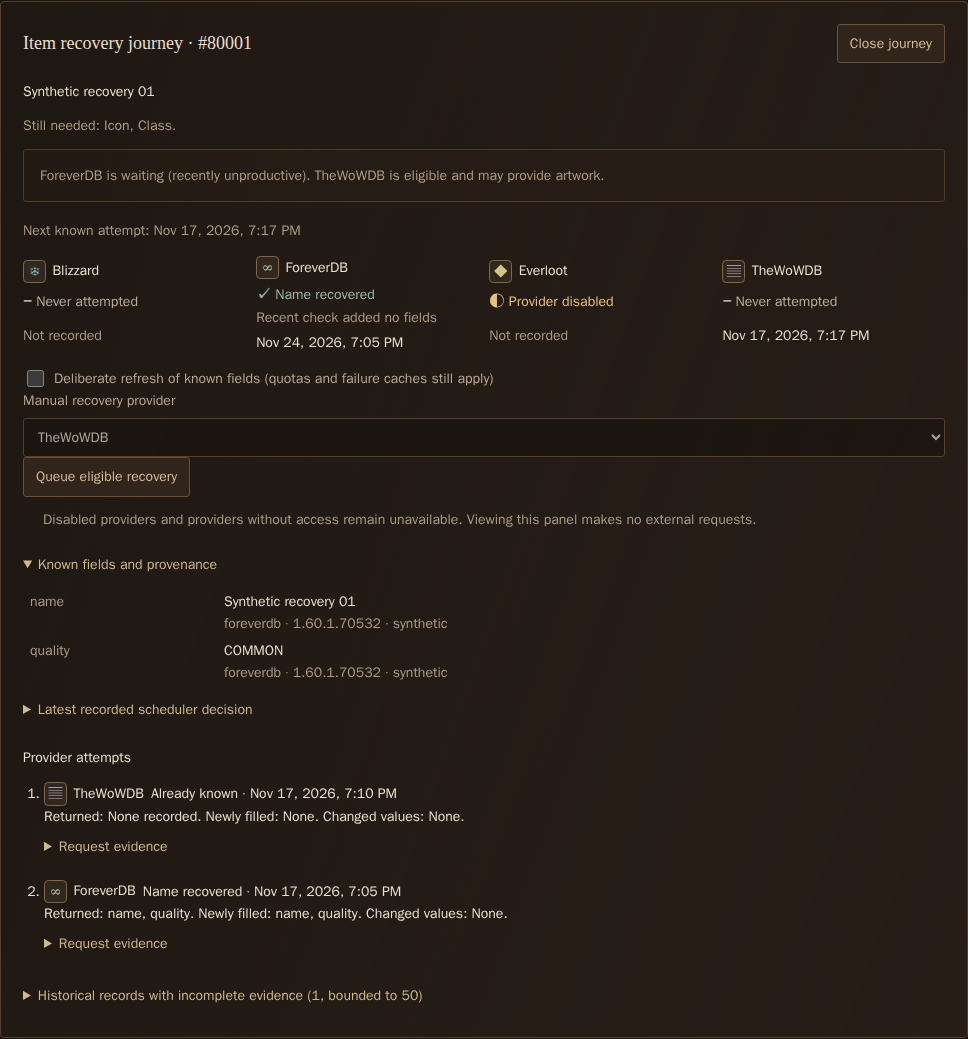 Item recovery journey · #80001
Close journey
Synthetic recovery 01
Still needed: Icon, Class.
ForeverDB is waiting (recently unproductive). TheWoWDB is eligible and may provide artwork.
Next known attempt: Nov 17, 2026, 7:17 PM
Blizzard
– Never attempted
Not recorded
∞ ForeverDB
✓ Name recovered
Recent check added no fields
Nov 24, 2026, 7:05 PM
Everloot
Provider disabled
Not recorded
TheWoWDB
– Never attempted
Nov 17, 2026, 7:17 PM
Deliberate refresh of known fields (quotas and failure caches still apply)
Manual recovery provider
TheWoWDB
Queue eligible recovery
Disabled providers and providers without access remain unavailable. Viewing this panel makes no external requests.
▼ Known fields and provenance
name
Synthetic recovery 01
foreverdb · 1.60.1.70532 · synthetic
quality
COMMON
foreverdb · 1.60.1.70532 · synthetic
▶ Latest recorded scheduler decision
Provider attempts
1. TheWoWDB Already known · Nov 17, 2026, 7:10 PM
Returned: None recorded. Newly filled: None. Changed values: None.
▶ Request evidence
2. ∞ ForeverDB Name recovered · Nov 17, 2026, 7:05 PM
Returned: name, quality. Newly filled: name, quality. Changed values: None.
▶ Request evidence
▶ Historical records with incomplete evidence (1, bounded to 50)